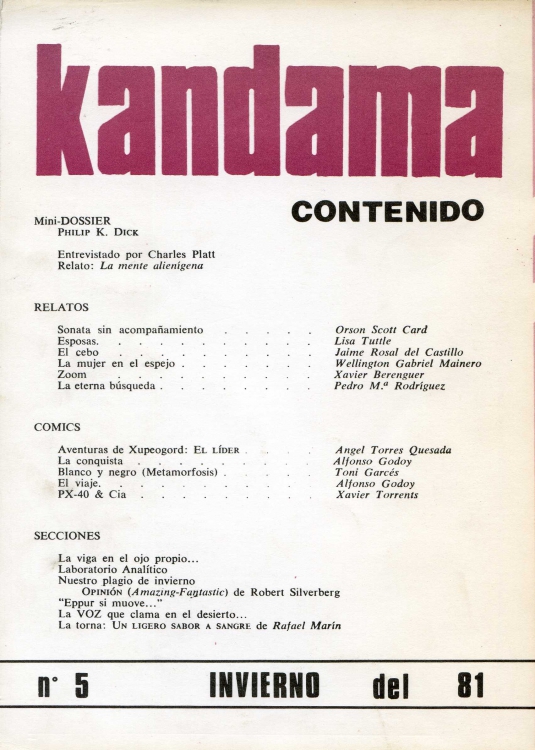 kandama
CONTENIDO
Mini-DOSSIER
PHILIP K. DICK
Entrevistado por Charles Platt
Relato: La mente alienígena
RELATOS
Sonata sin acompañamiento . . . . . Orson Scott Card
Esposas. . . . . . . . . . Lisa Tuttle
El cebo . . . . . . . . . Jaime Rosal del Castillo
La mujer en el espejo . . . . . . Wellington Gabriel Mainero
Zoom . . . . . . . . . Xavier Berenguer
La eterna búsqueda . . . . . . . Pedro M.ª Rodríguez
COMICS
Aventuras de Xupeogord: EL LÍDER . . . . Angel Torres Quesada
La conquista . . . . . . . . Alfonso Godoy
Blanco y negro (Metamorfosis) . . . . Toni Garcés
El viaje. . . . . . . . . . Alfonso Godoy
PX-40 & Cia . . . . . . . . Xavier Torrents
SECCIONES
La viga en el ojo propio...
Laboratorio Analítico
Nuestro plagio de invierno
OPINIÓN (Amazing-Fantastic) de Robert Silverberg
"Eppur si muove..."
La VOZ que clama en el desierto...
La torna: UN LIGERO SABOR A SANGRE de Rafael Marín
n° 5 INVIERNO del 81